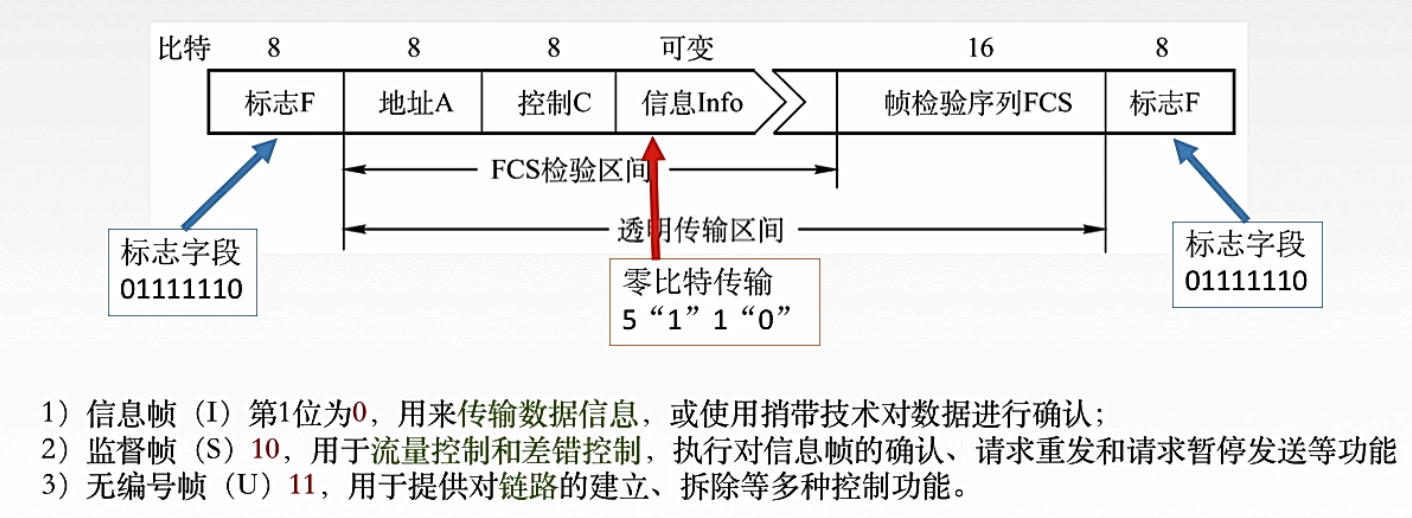 比特 8 8 8 可变 16 8
标志F 地址A 控制C 信息Info 帧检验序列FCS 标志F
FCS检验区间
透明传输区间
标志字段
01111110
零比特传输
5“1”1“0”
标志字段
01111110
1）信息帧（I）第1位为0，用来传输数据信息，或使用捎带技术对数据进行确认；
2）监督帧（S）10，用于流量控制和差错控制，执行对信息帧的确认、请求重发和请求暂停发送等功能
3）无编号帧（U）11，用于提供对链路的建立、拆除等多种控制功能。